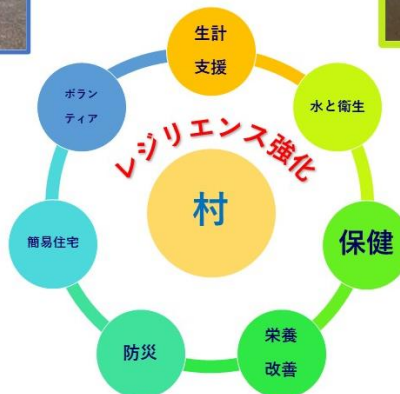 生計
支援
水と衛生
保健
栄養
改善
防災
簡易住宅
ボラン
ティア
レジリエンス強化
村